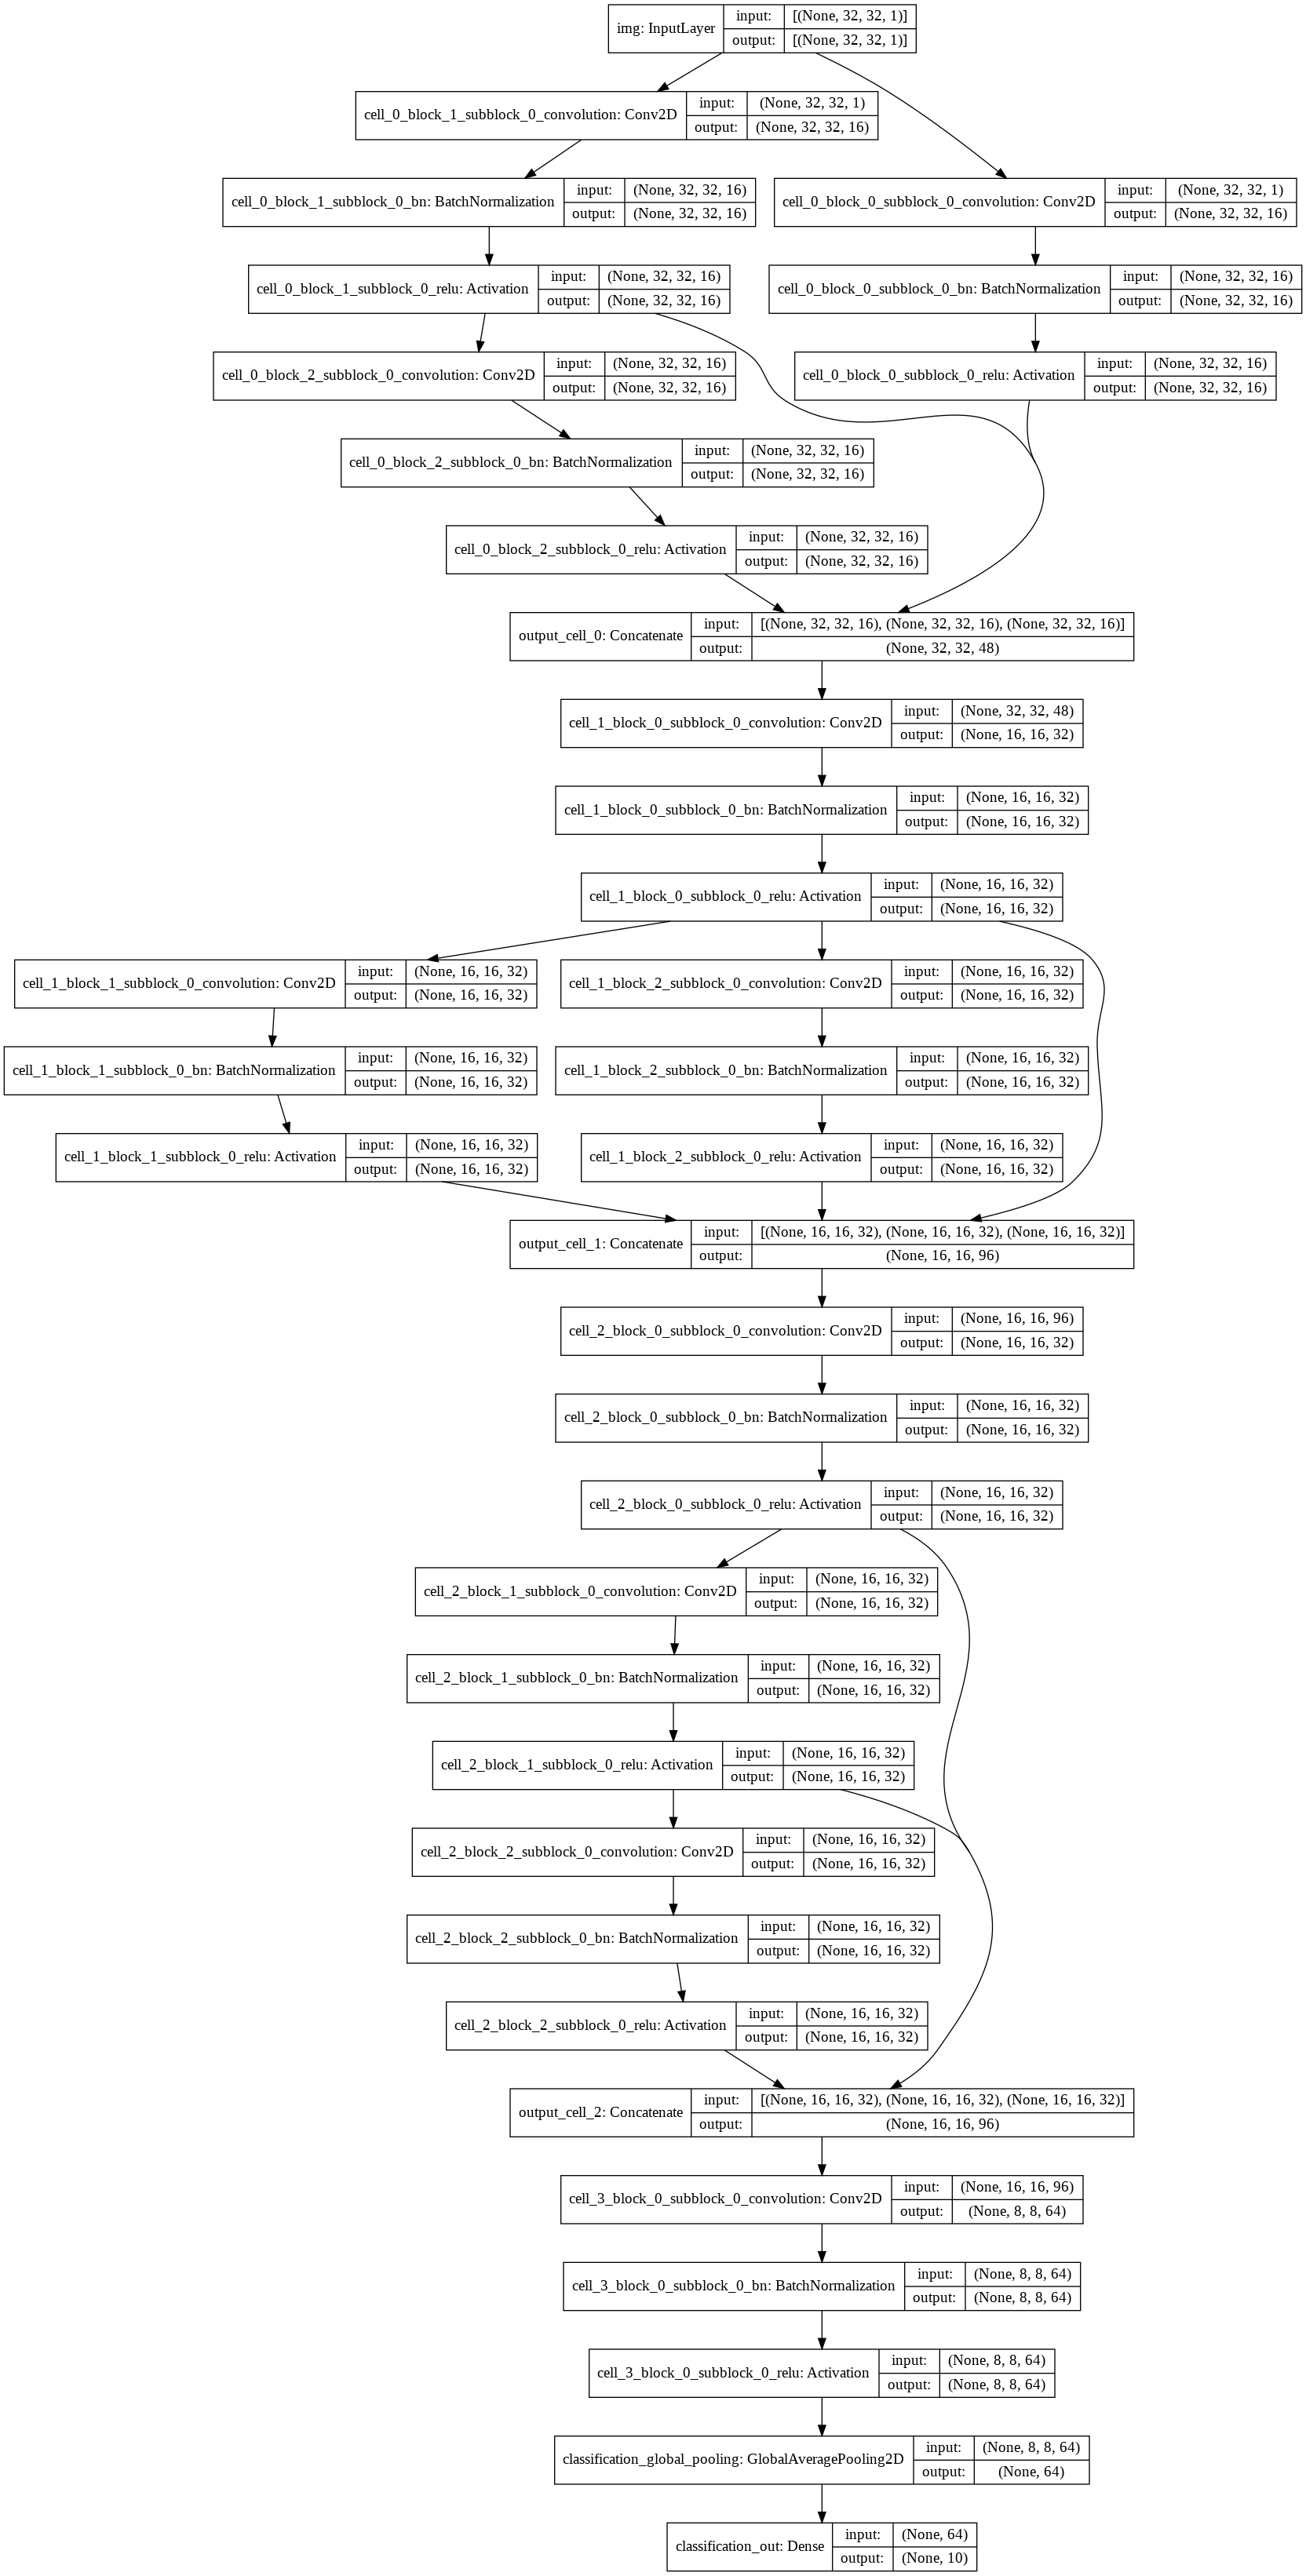 img: InputLayer
input: [(None, 32, 32, 1)]
output: [(None, 32, 32, 1)]
cell_0_block_1_subblock_0_convolution: Conv2D
input: (None, 32, 32, 1)
output: (None, 32, 32, 16)
cell_0_block_1_subblock_0_bn: BatchNormalization
input: (None, 32, 32, 16)
output: (None, 32, 32, 16)
cell_0_block_0_subblock_0_convolution: Conv2D
input: (None, 32, 32, 1)
output: (None, 32, 32, 16)
cell_0_block_1_subblock_0_relu: Activation
input: (None, 32, 32, 16)
output: (None, 32, 32, 16)
cell_0_block_0_subblock_0_bn: BatchNormalization
input: (None, 32, 32, 16)
output: (None, 32, 32, 16)
cell_0_block_2_subblock_0_convolution: Conv2D
input: (None, 32, 32, 16)
output: (None, 32, 32, 16)
cell_0_block_0_subblock_0_relu: Activation
input: (None, 32, 32, 16)
output: (None, 32, 32, 16)
cell_0_block_2_subblock_0_bn: BatchNormalization
input: (None, 32, 32, 16)
output: (None, 32, 32, 16)
cell_0_block_2_subblock_0_relu: Activation
input: (None, 32, 32, 16)
output: (None, 32, 32, 16)
output_cell_0: Concatenate
input: [(None, 32, 32, 16), (None, 32, 32, 16), (None, 32, 32, 16)]
output: (None, 32, 32, 48)
cell_1_block_0_subblock_0_convolution: Conv2D
input: (None, 32, 32, 48)
output: (None, 16, 16, 32)
cell_1_block_0_subblock_0_bn: BatchNormalization
input: (None, 16, 16, 32)
output: (None, 16, 16, 32)
cell_1_block_0_subblock_0_relu: Activation
input: (None, 16, 16, 32)
output: (None, 16, 16, 32)
cell_1_block_1_subblock_0_convolution: Conv2D
input: (None, 16, 16, 32)
output: (None, 16, 16, 32)
cell_1_block_2_subblock_0_convolution: Conv2D
input: (None, 16, 16, 32)
output: (None, 16, 16, 32)
cell_1_block_1_subblock_0_bn: BatchNormalization
input: (None, 16, 16, 32)
output: (None, 16, 16, 32)
cell_1_block_2_subblock_0_bn: BatchNormalization
input: (None, 16, 16, 32)
output: (None, 16, 16, 32)
cell_1_block_1_subblock_0_relu: Activation
input: (None, 16, 16, 32)
output: (None, 16, 16, 32)
cell_1_block_2_subblock_0_relu: Activation
input: (None, 16, 16, 32)
output: (None, 16, 16, 32)
output_cell_1: Concatenate
input: [(None, 16, 16, 32), (None, 16, 16, 32), (None, 16, 16, 32)]
output: (None, 16, 16, 96)
cell_2_block_0_subblock_0_convolution: Conv2D
input: (None, 16, 16, 96)
output: (None, 16, 16, 32)
cell_2_block_0_subblock_0_bn: BatchNormalization
input: (None, 16, 16, 32)
output: (None, 16, 16, 32)
cell_2_block_0_subblock_0_relu: Activation
input: (None, 16, 16, 32)
output: (None, 16, 16, 32)
cell_2_block_1_subblock_0_convolution: Conv2D
input: (None, 16, 16, 32)
output: (None, 16, 16, 32)
cell_2_block_1_subblock_0_bn: BatchNormalization
input: (None, 16, 16, 32)
output: (None, 16, 16, 32)
cell_2_block_1_subblock_0_relu: Activation
input: (None, 16, 16, 32)
output: (None, 16, 16, 32)
cell_2_block_2_subblock_0_convolution: Conv2D
input: (None, 16, 16, 32)
output: (None, 16, 16, 32)
cell_2_block_2_subblock_0_bn: BatchNormalization
input: (None, 16, 16, 32)
output: (None, 16, 16, 32)
cell_2_block_2_subblock_0_relu: Activation
input: (None, 16, 16, 32)
output: (None, 16, 16, 32)
output_cell_2: Concatenate
input: [(None, 16, 16, 32), (None, 16, 16, 32), (None, 16, 16, 32)]
output: (None, 16, 16, 96)
cell_3_block_0_subblock_0_convolution: Conv2D
input: (None, 16, 16, 96)
output: (None, 8, 8, 64)
cell_3_block_0_subblock_0_bn: BatchNormalization
input: (None, 8, 8, 64)
output: (None, 8, 8, 64)
cell_3_block_0_subblock_0_relu: Activation
input: (None, 8, 8, 64)
output: (None, 8, 8, 64)
classification_global_pooling: GlobalAveragePooling2D
input: (None, 8, 8, 64)
output: (None, 64)
classification_out: Dense
input: (None, 64)
output: (None, 10)